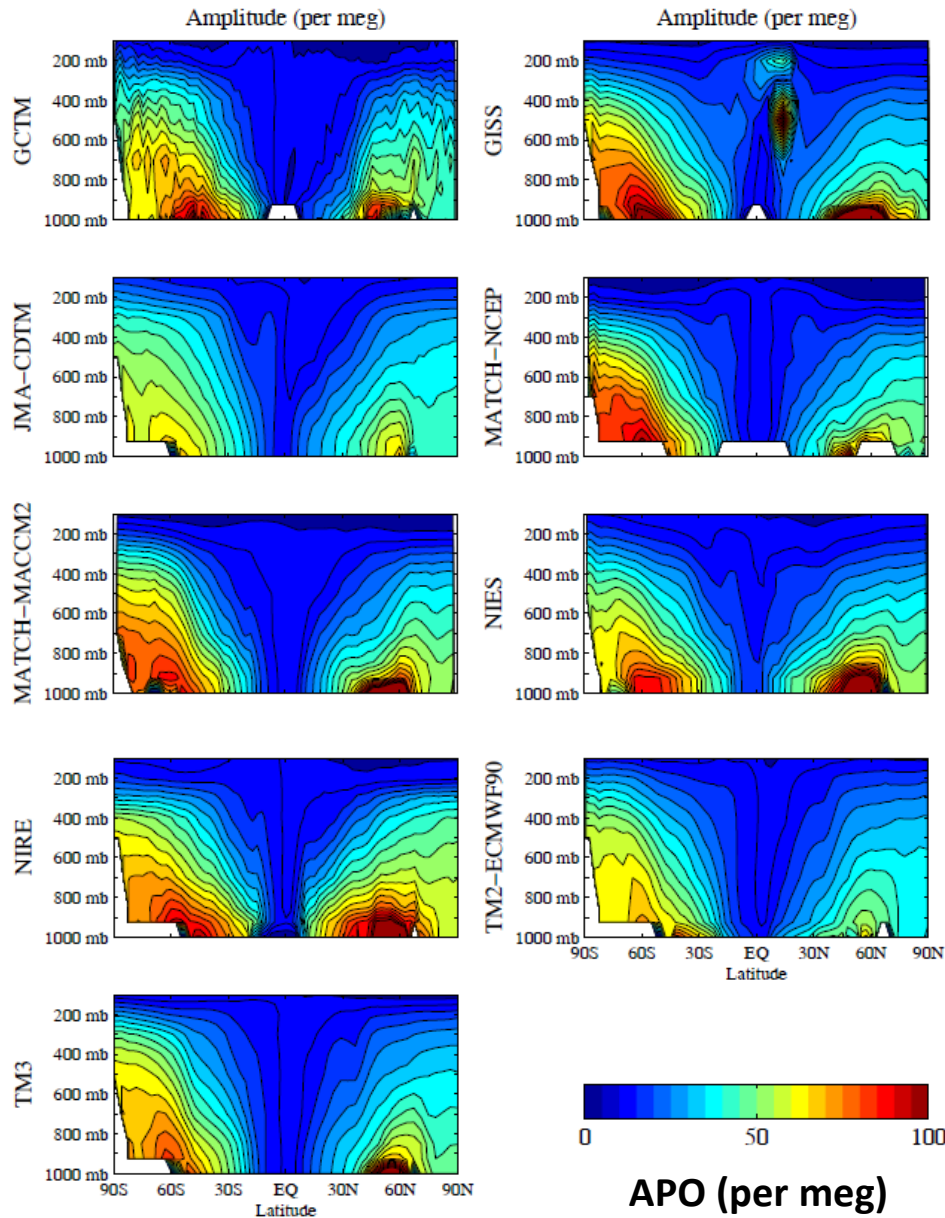 Amplitude (per meg)
Amplitude (per meg)
GCTM
200 mb
400 mb
600 mb
800 mb
1000 mb
GISS
200 mb
400 mb
600 mb
800 mb
1000 mb
JMA-CDTM
200 mb
400 mb
600 mb
800 mb
1000 mb
MATCH-NCEP
200 mb
400 mb
600 mb
800 mb
1000 mb
MATCH-MACCM2
200 mb
400 mb
600 mb
800 mb
1000 mb
NIES
200 mb
400 mb
600 mb
800 mb
1000 mb
NIRE
200 mb
400 mb
600 mb
800 mb
1000 mb
TM2-ECMWF90
200 mb
400 mb
600 mb
800 mb
1000 mb
90S 60S 30S EQ 30N 60N 90N
Latitude
TM3
200 mb
400 mb
600 mb
800 mb
1000 mb
90S 60S 30S EQ 30N 60N 90N
Latitude
0 50 100
APO (per meg)